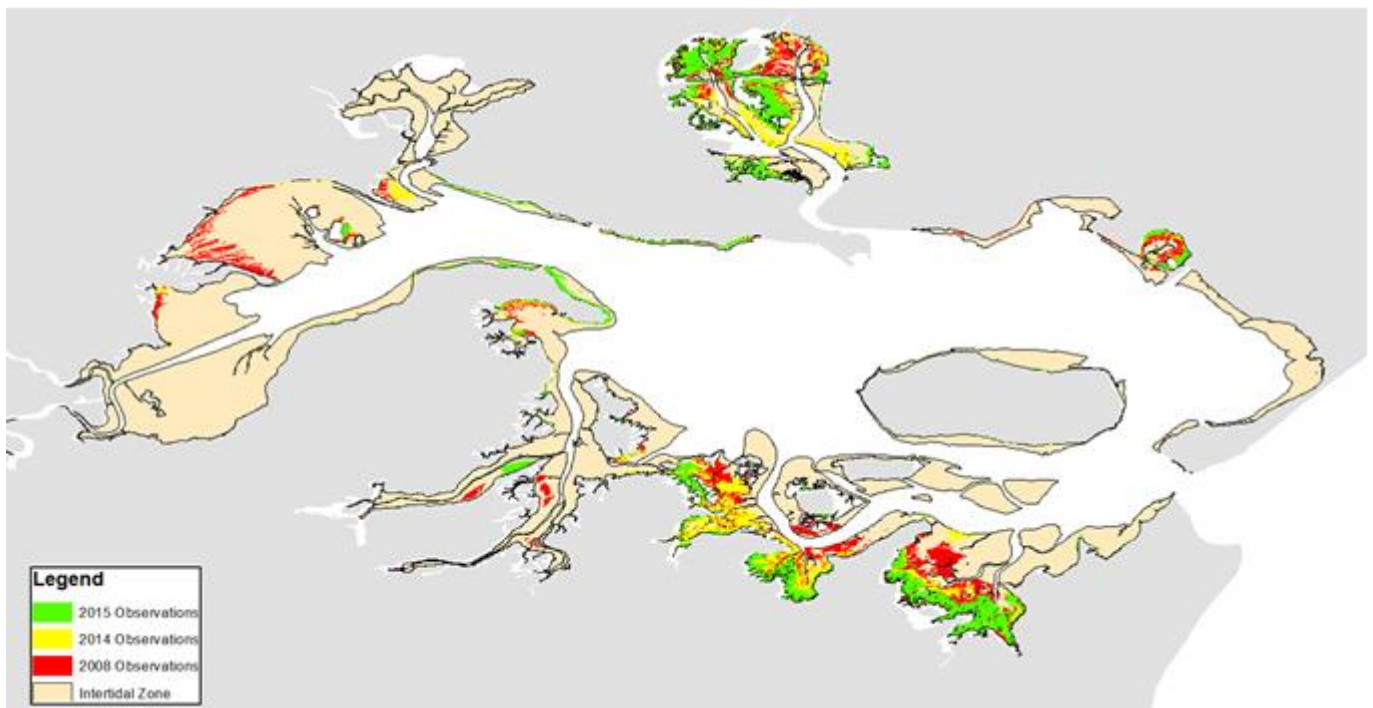 Legend
2015 Observations
2014 Observations
2008 Observations
Intertidal Zone